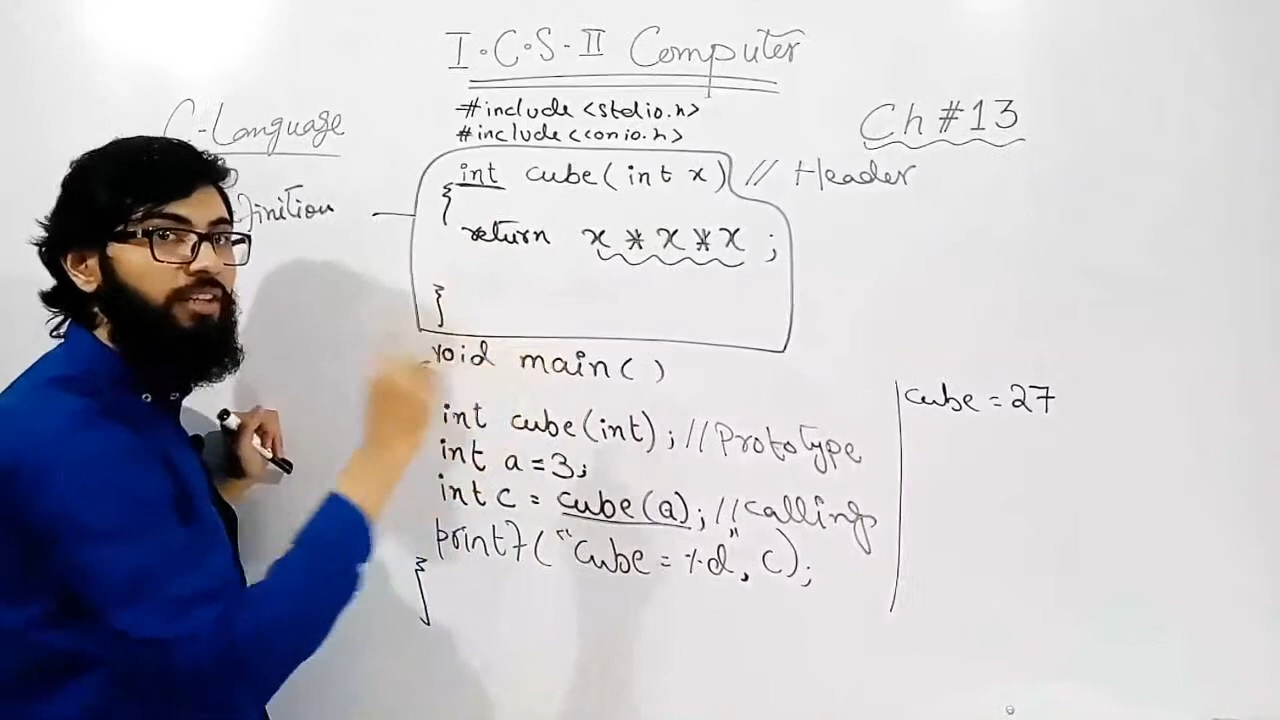 I.C.S-II Computer
C-Language
Ch #13
#include <stdio.h>
#include <conio.h>
int cube(int x) // Header
{
return x * x * x ;
}
void main( )
int cube(int); //Prototype
int a=3;
int c = cube(a); //calling
printf("Cube = %d", c);
}
cube = 27